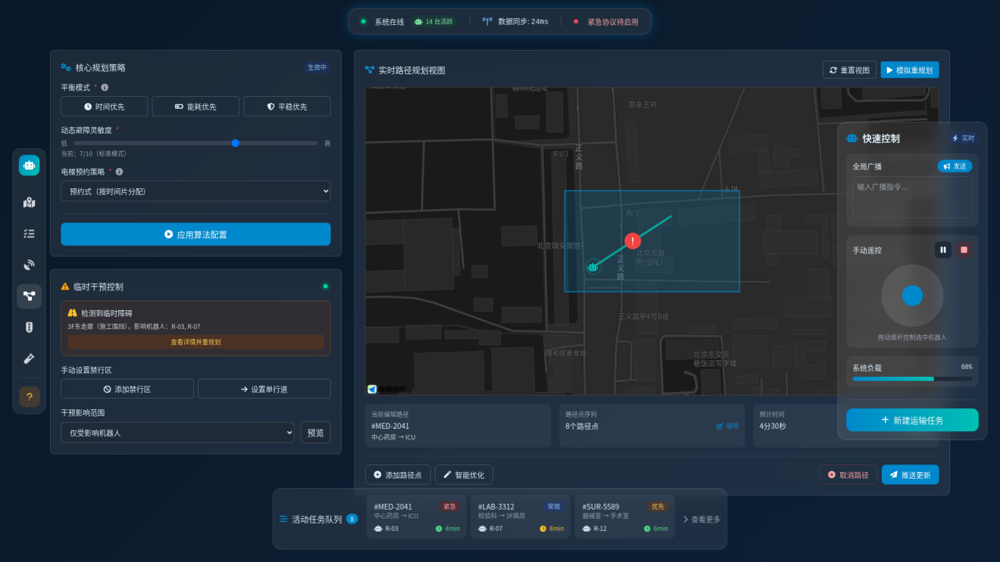 系统在线
14 台活跃
数据同步: 24ms
紧急协议待启用
核心规划策略
生效中
平衡模式 *
时间优先
能耗优先
平稳优先
动态避障灵敏度 *
低
高
当前: 7/10（标准模式）
电梯预约策略 *
预约式（按时间片分配）
应用算法配置
临时干预控制
检测到临时障碍
3F东走廊（施工围挡），影响机器人：R-03, R-07
查看详情并重规划
手动设置禁行区
添加禁行区
设置单行道
干预影响范围
仅受影响机器人
预览
?
实时路径规划视图
重置视图
模拟重规划
肃亲王府
东1门
正义路
永琪
西门
北京瑞安宾馆
!
北京市政
府(旧址)
正义路
正义路甲4号B座
隆和居美食城
北京东交民
巷饭店写字楼
当前编辑路径
#MED-2041
中心药房 → ICU
路径点序列
8个路径点
编辑
预计时间
4分30秒
添加路径点
智能优化
取消路径
推送更新
快速控制
实时
全局广播
发送
输入广播指令...
手动遥控
拖动摇杆控制选中机器人
系统负载
68%
新建运输任务
活动任务队列
8
#MED-2041
紧急
中心药房 → ICU
R-03
4min
#LAB-3312
常规
检验科 → 3F病房
R-07
8min
#SUR-5589
优先
器械室 → 手术室
R-12
6min
查看更多